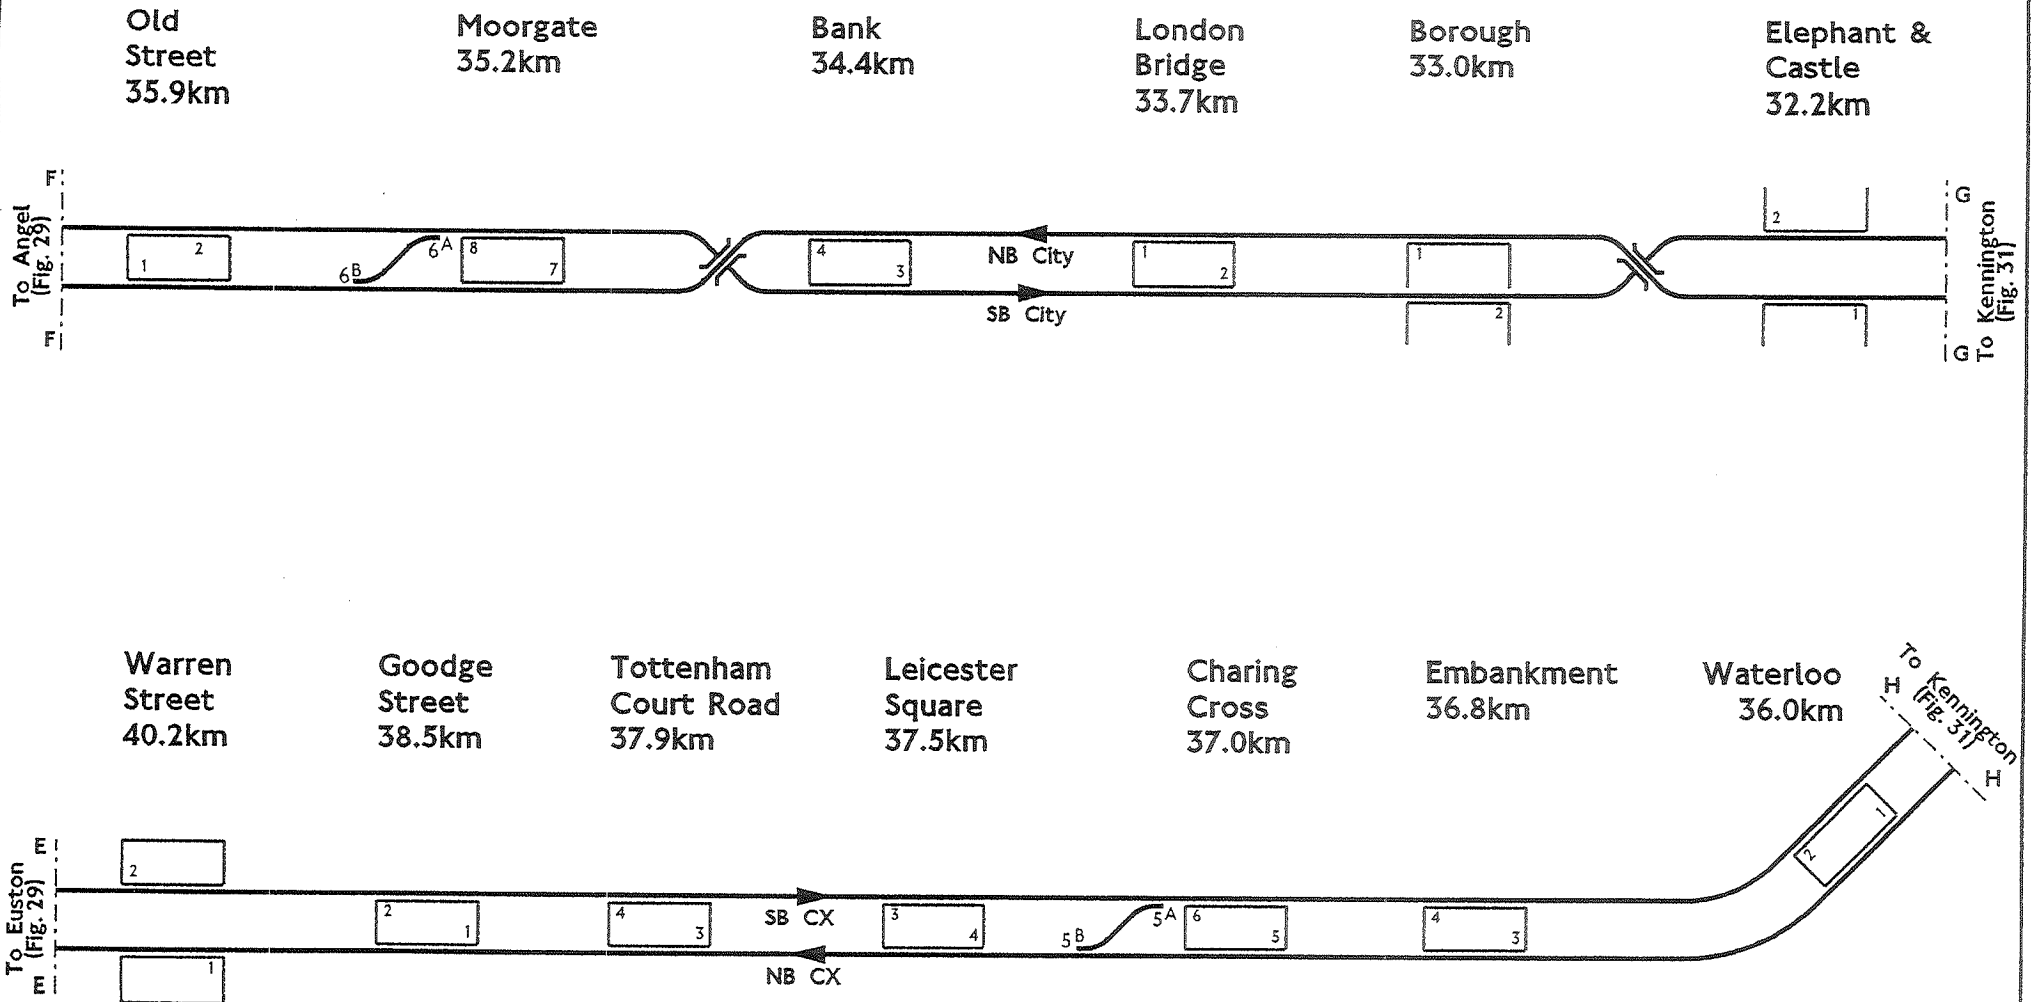 Old
Street
35.9km
Moorgate
35.2km
Bank
34.4km
London
Bridge
33.7km
Borough
33.0km
Elephant &
Castle
32.2km
F
To Angel
(Fig. 29)
F
1
2
6B
6A
8
7
4
3
NB City
SB City
1
2
1
2
2
1
G
To Kennington
(Fig. 31)
G
Warren
Street
40.2km
Goodge
Street
38.5km
Tottenham
Court Road
37.9km
Leicester
Square
37.5km
Charing
Cross
37.0km
Embankment
36.8km
Waterloo
36.0km
To Kennington
(Fig. 31)
H
H
E
To Euston
(Fig. 29)
E
2
1
2
1
4
3
SB CX
NB CX
3
4
5B
5A
6
5
4
3
2
1